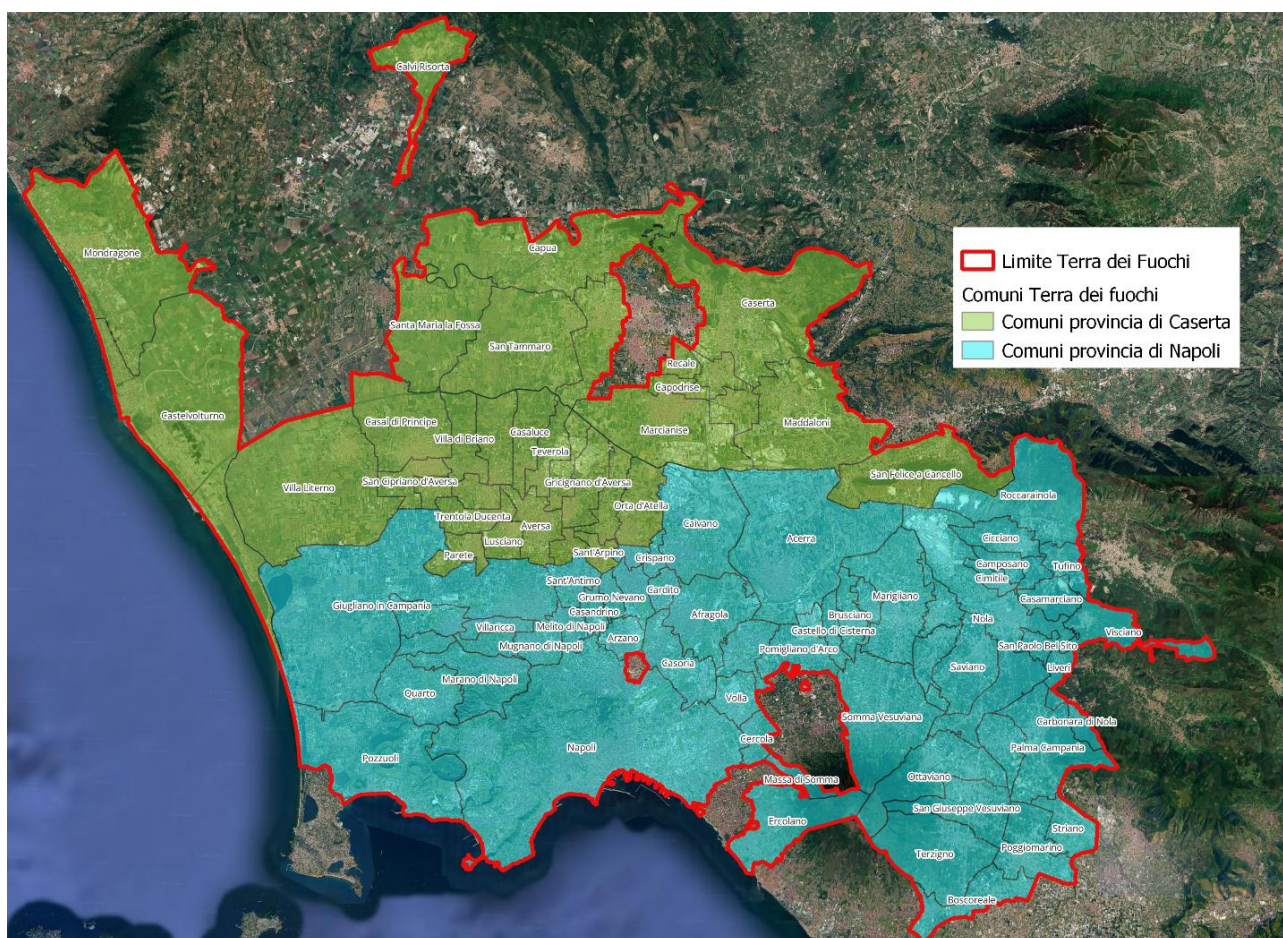 Calvi Risorta
Mondragone
Capua
Limite Terra dei Fuochi
Comuni Terra dei fuochi
Comuni provincia di Caserta
Comuni provincia di Napoli
Caserta
Santa Maria la Fossa
San Tammaro
Recale
Capodrise
Castelvolturno
Casal di Principe
Villa di Briano
Casaluce
Teverola
Marcianise
Maddaloni
San Felice a Cancello
Villa Literno
San Cipriano d'Aversa
Gricignano d'Aversa
Orta d'Atella
Roccarainola
Trentola Ducenta
Aversa
Caivano
Acerra
Lusciano
Cicciano
Parete
Sant'Arpino
Crispano
Camposano
Tufino
Cimitile
Sant'Antimo
Cardito
Grumo Nevano
Marigliano
Casamarciano
Giugliano in Campania
Casandrino
Afragola
Brusciano
Nola
Villaricca
Melito di Napoli
Castello di Cisterna
Visciano
Arzano
Mugnano di Napoli
Pomigliano d'Arco
San Paolo Bel Sito
Casoria
Saviano
Liveri
Marano di Napoli
Quarto
Volla
Somma Vesuviana
Carbonara di Nola
Cercola
Napoli
Palma Campania
Pozzuoli
Massa di Somma
Ottaviano
San Giuseppe Vesuviano
Ercolano
Striano
Poggiomarino
Terzigno
Boscoreale